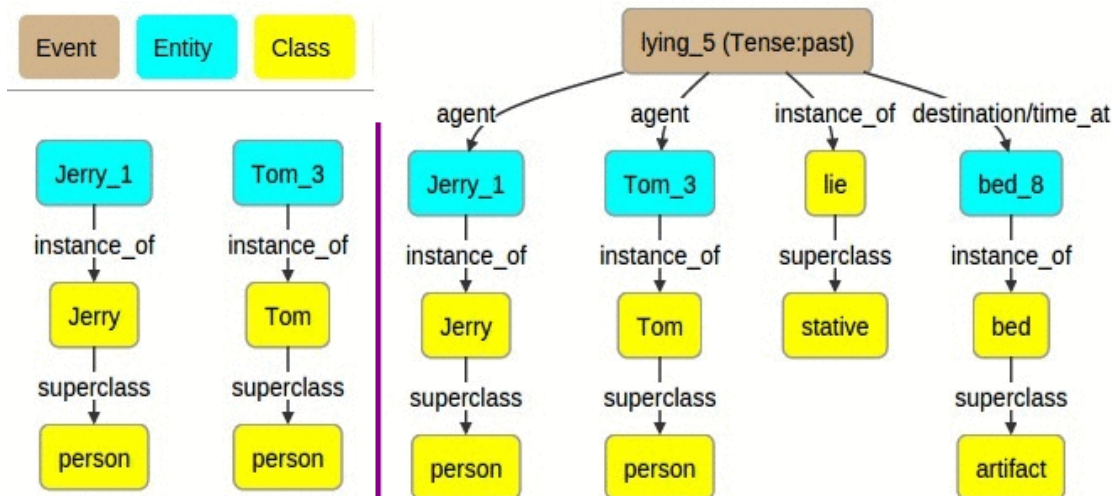 Event Entity Class
lying_5 (Tense:past)
agent agent instance_of destination/time_at
Jerry_1 Tom_3 Jerry_1 Tom_3 lie bed_8
instance_of instance_of instance_of instance_of superclass instance_of
Jerry Tom Jerry Tom stative bed
superclass superclass superclass superclass superclass
person person person person artifact